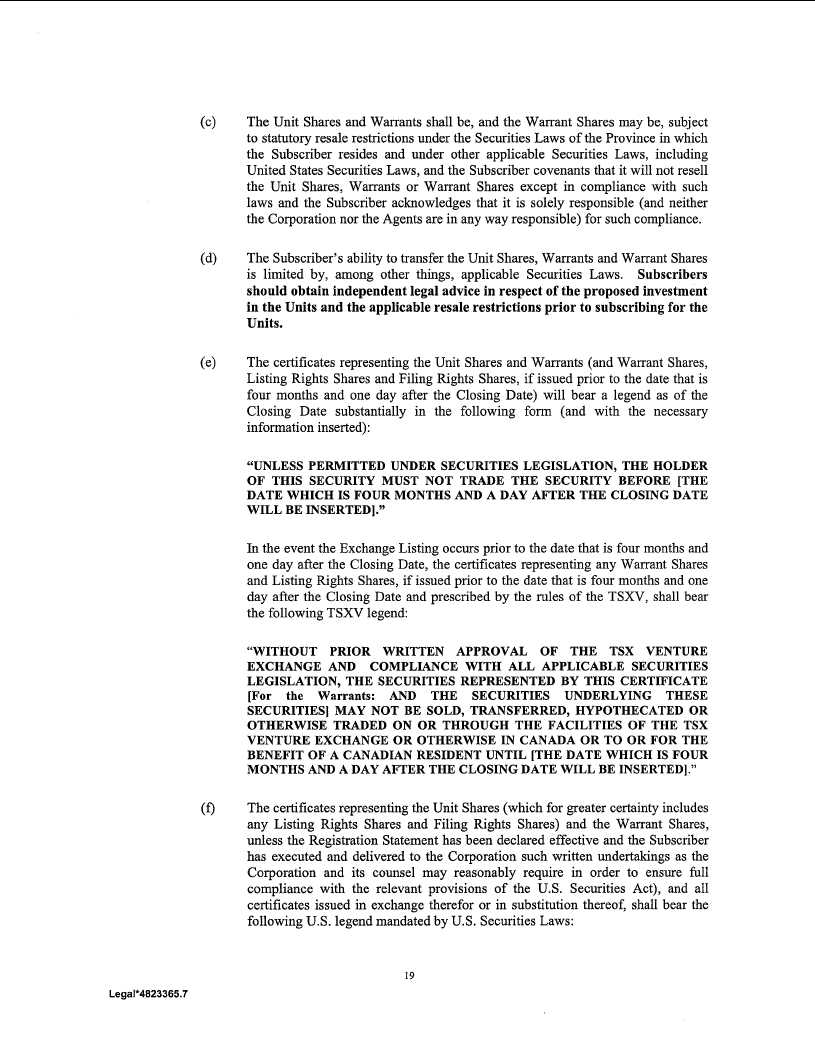 (c) The Unit Shares and Warrants shall be, and the Warrant Shares may be, subject
to statutory resale restrictions under the Securities Laws of the Province in which
the Subscriber resides and under other applicable Securities Laws, including
United States Securities Laws, and the Subscriber covenants that it will not resell
the Unit Shares, Warrants or Warrant Shares except in compliance with such
laws and the Subscriber acknowledges that it is solely responsible (and neither
the Corporation nor the Agents are in any way responsible) for such compliance.
(d) The Subscriber's ability to transfer the Unit Shares, Warrants and Warrant Shares
is limited by, among other things, applicable Securities Laws. Subscribers
should obtain independent legal advice in respect of the proposed investment
in the Units and the applicable resale restrictions prior to subscribing for the
Units.
(e) The certificates representing the Unit Shares and Warrants (and Warrant Shares,
Listing Rights Shares and Filing Rights Shares, if issued prior to the date that is
four months and one day after the Closing Date) will bear a legend as of the
Closing Date substantially in the following form (and with the necessary
information inserted):
"UNLESS PERMITTED UNDER SECURITIES LEGISLATION, THE HOLDER
OF THIS SECURITY MUST NOT TRADE THE SECURITY BEFORE [THE
DATE WHICH IS FOUR MONTHS AND A DAY AFTER THE CLOSING DATE
WILL BE INSERTED]."
In the event the Exchange Listing occurs prior to the date that is four months and
one day after the Closing Date, the certificates representing any Warrant Shares
and Listing Rights Shares, if issued prior to the date that is four months and one
day after the Closing Date and prescribed by the rules of the TSXV, shall bear
the following TSXV legend:
"WITHOUT PRIOR WRITTEN APPROVAL OF THE TSX VENTURE
EXCHANGE AND COMPLIANCE WITH ALL APPLICABLE SECURITIES
LEGISLATION, THE SECURITIES REPRESENTED BY THIS CERTIFICATE
[For the Warrants: AND THE SECURITIES UNDERLYING THESE
SECURITIES] MAY NOT BE SOLD, TRANSFERRED, HYPOTHECATED OR
OTHERWISE TRADED ON OR THROUGH THE FACILITIES OF THE TSX
VENTURE EXCHANGE OR OTHERWISE IN CANADA OR TO OR FOR THE
BENEFIT OF A CANADIAN RESIDENT UNTIL [THE DATE WHICH IS FOUR
MONTHS AND A DAY AFTER THE CLOSING DATE WILL BE INSERTED]."
(f) The certificates representing the Unit Shares (which for greater certainty includes
any Listing Rights Shares and Filing Rights Shares) and the Warrant Shares,
unless the Registration Statement has been declared effective and the Subscriber
has executed and delivered to the Corporation such written undertakings as the
Corporation and its counsel may reasonably require in order to ensure full
compliance with the relevant provisions of the U.S. Securities Act), and all
certificates issued in exchange therefor or in substitution thereof, shall bear the
following U.S. legend mandated by U.S. Securities Laws:
19
Legal*4823365.7